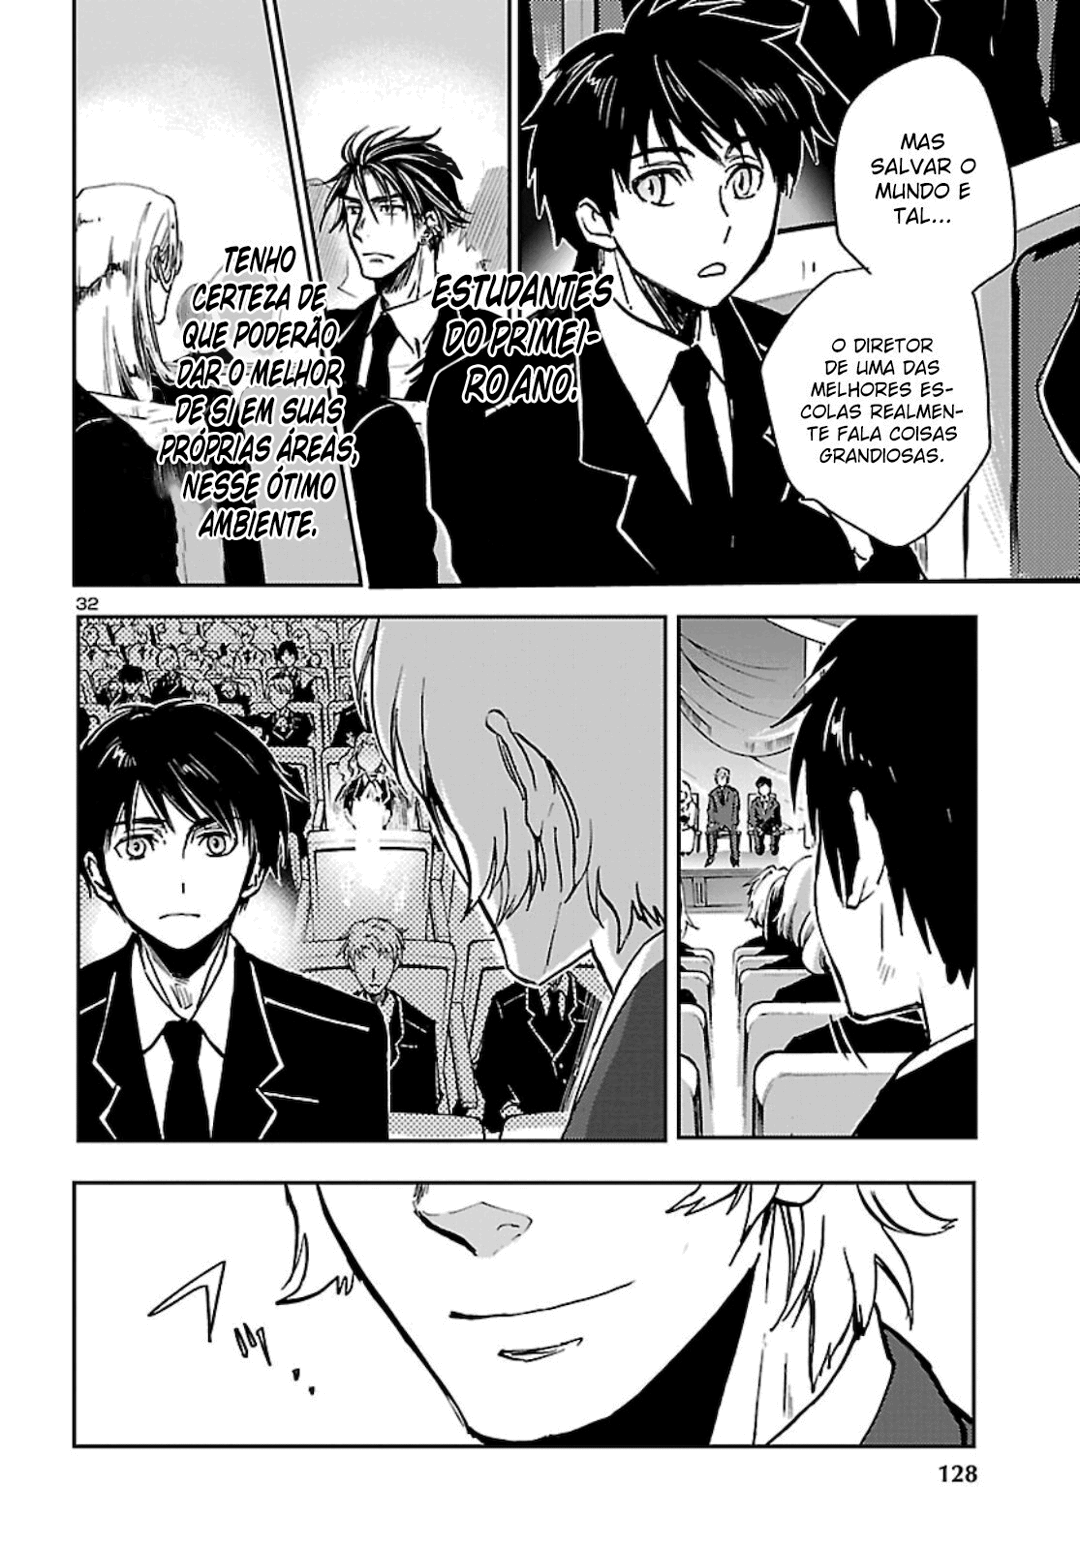 MAS
SALVAR O
MUNDO E
TAL...
O DIRETOR
DE UMA DAS
MELHORES ES-
COLAS REALMEN-
TE FALA COISAS
GRANDIOSAS.
ESTUDANTES
DO PRIMEI-
RO ANO.
TENHO
CERTEZA DE
QUE PODERÃO
DAR O MELHOR
DE SI EM SUAS
PRÓPRIAS ÁREAS,
NESSE ÓTIMO
AMBIENTE.
32
128